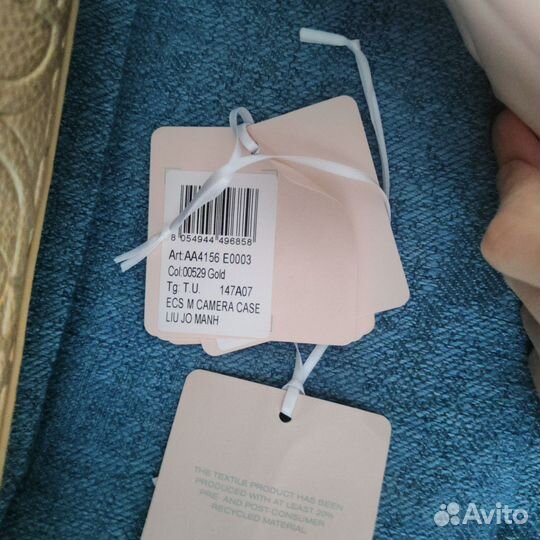 8 054944 496858
Art:AA4156 E0003
Col:00529 Gold
Tg: T.U. 147A07
ECS M CAMERA CASE
LIU JO MANH
THE TEXTILE PRODUCT HAS BEEN
PRODUCED WITH AT LEAST 20%
PRE- AND POST-CONSUMER
RECYCLED MATERIAL
Avito